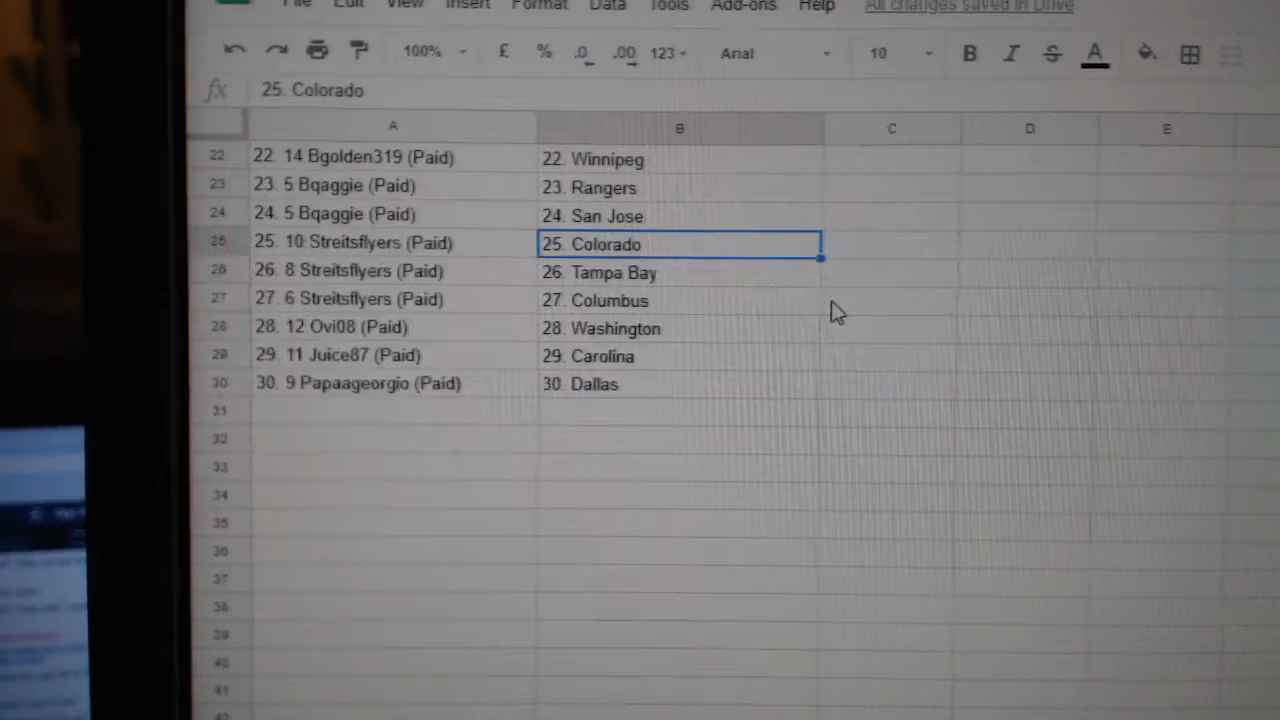 File Edit View Insert Format Data Tools Add-ons Help All changes saved in Drive
100% £ % .0 .00 123 Arial 10 B I S A
fx 25. Colorado
A B C D E
22 22. 14 Bgolden319 (Paid) 22. Winnipeg
23 23. 5 Bqaggie (Paid) 23. Rangers
24 24. 5 Bqaggie (Paid) 24. San Jose
25 25. 10 Streitsflyers (Paid) 25. Colorado
26 26. 8 Streitsflyers (Paid) 26. Tampa Bay
27 27. 6 Streitsflyers (Paid) 27. Columbus
28 28. 12 Ovi08 (Paid) 28. Washington
29 29. 11 Juice87 (Paid) 29. Carolina
30 30. 9 Papaageorgio (Paid) 30. Dallas
31
32
33
34
35
36
37
38
39
40
41
42